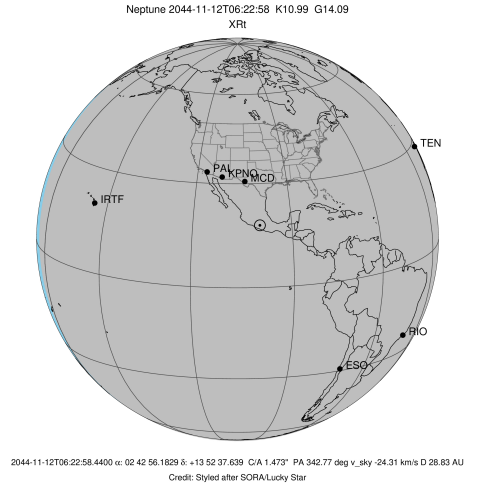 Neptune 2044-11-12T06:22:58 K10.99 G14.09
XRt
TEN
PAL
KPNO
MCD
IRTF
RIO
ESO
2044-11-12T06:22:58.4400 α: 02 42 56.1829 δ: +13 52 37.639 C/A 1.473" PA 342.77 deg v_sky -24.31 km/s D 28.83 AU
Credit: Styled after SORA/Lucky Star